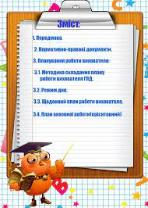 Зміст:
1. Передмова.
2. Нормативно-правові документи.
3. Планування роботи вихователя:
3.1. Методика складання плану
роботи вихователя ГПД.
3.2. Режим дня.
3.3. Щоденний план роботи вихователя.
3.4. План виховної роботи( презентація)